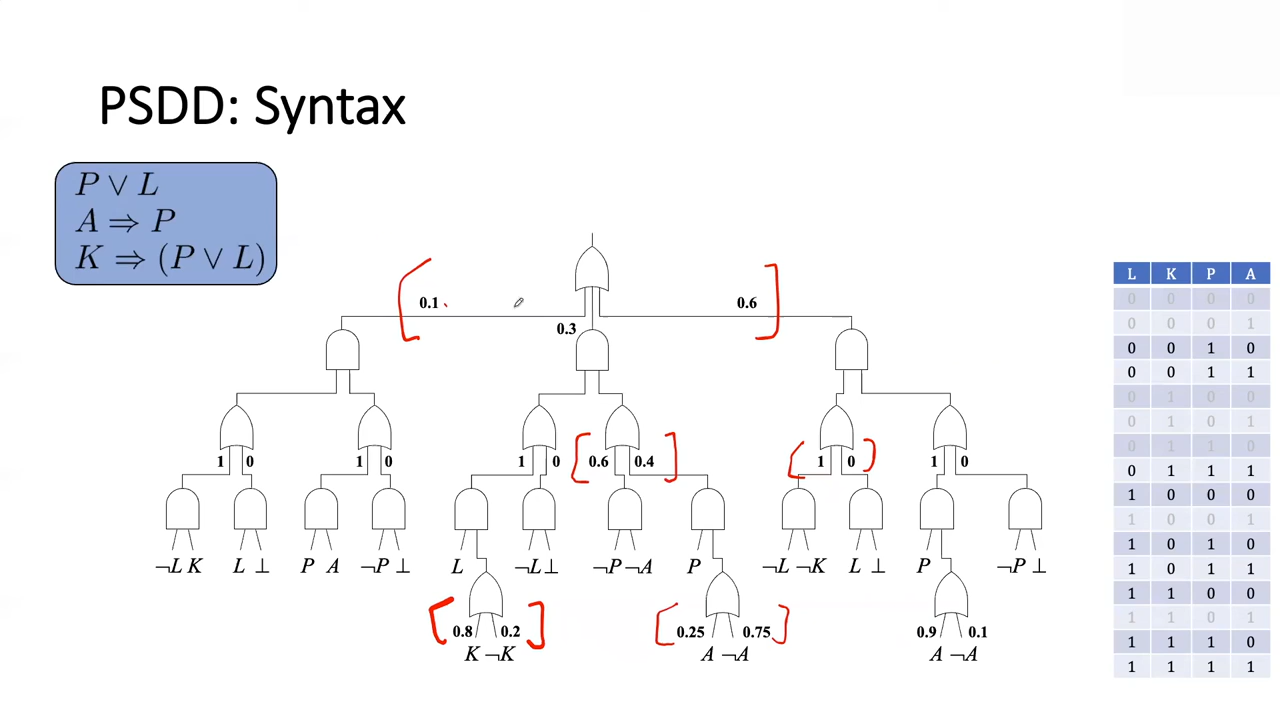 PSDD: Syntax
P ∨ L
A ⇒ P
K ⇒ (P ∨ L)
0.1 0.3 0.6
1 0 1 0 1 0 0.6 0.4 1 0 1 0
¬L K L ⊥ P A ¬P ⊥ L ¬L ⊥ ¬P ¬A P ¬L ¬K L ⊥ P ¬P ⊥
0.8 0.2 0.25 0.75 0.9 0.1
K ¬K A ¬A A ¬A
L K P A
0 0 0 0
0 0 0 1
0 0 1 0
0 0 1 1
0 1 0 0
0 1 0 1
0 1 1 0
0 1 1 1
1 0 0 0
1 0 0 1
1 0 1 0
1 0 1 1
1 1 0 0
1 1 0 1
1 1 1 0
1 1 1 1